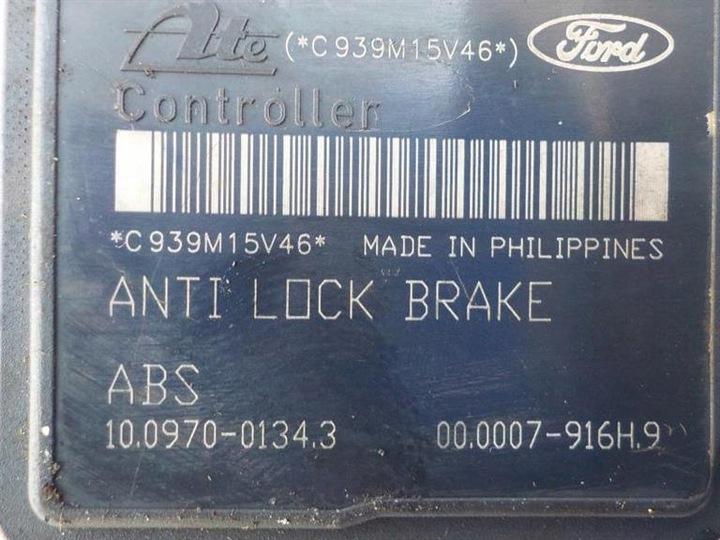 Ate (*C939M15V46*) Ford
Controller
*C939M15V46* MADE IN PHILIPPINES
ANTI LOCK BRAKE
ABS
10.0970-0134.3 00.0007-916H.9